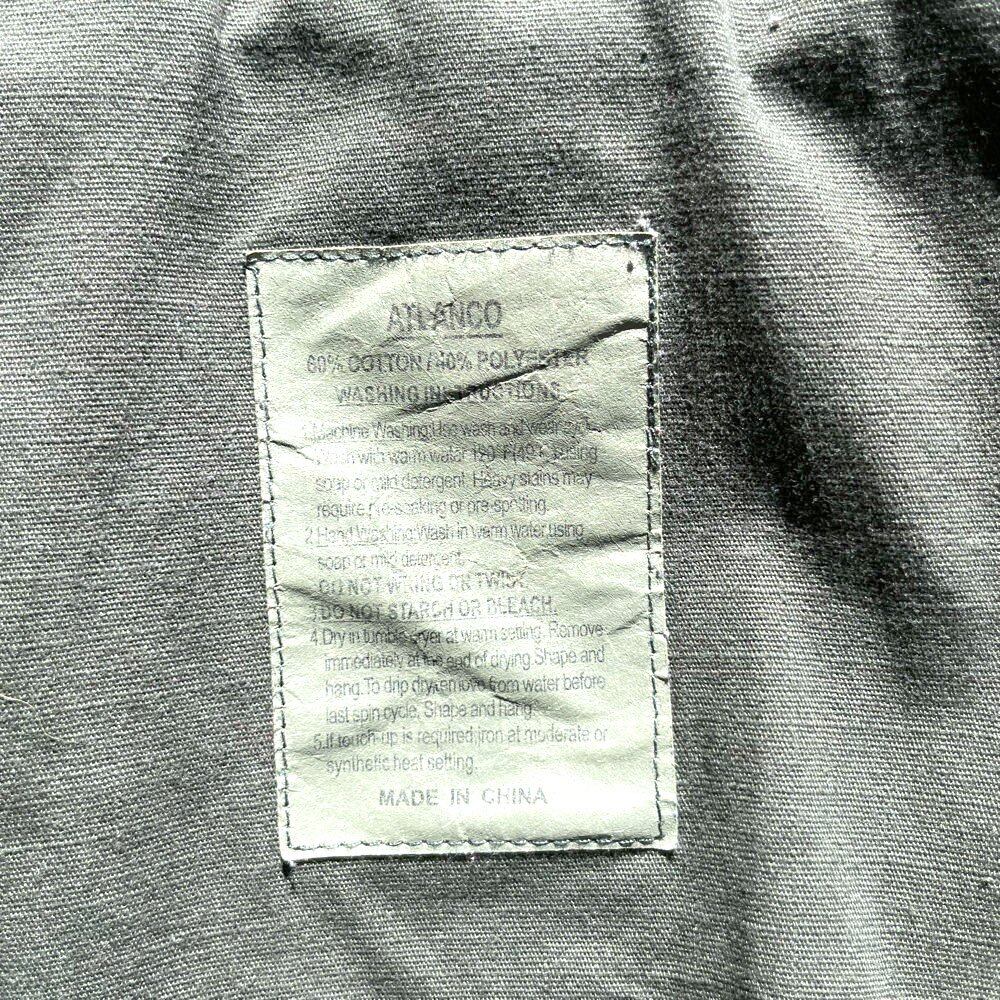 ATLANCO
60% COTTON/40% POLYESTER
WASHING INSTRUCTIONS
1.Machine Washing:Use wash and wear
Wash with warm water 120°F(49 using
soap or mild detergent. Heavy stains may
require pre-soaking or pre-spotting.
2.Hand Washing:Wash in warm water using
soap or mild detergent.
DO NOT WRING OR TWIST.
3.DO NOT STARCH OR BLEACH.
4.Dry in tumble dryer at warm setting. Remove
immediately at the end of drying.Shape and
hang.To drip dry,remove from water before
last spin cycle. Shape and hang.
5.If touch-up is required,iron at moderate or
synthetic heat setting.
MADE IN CHINA